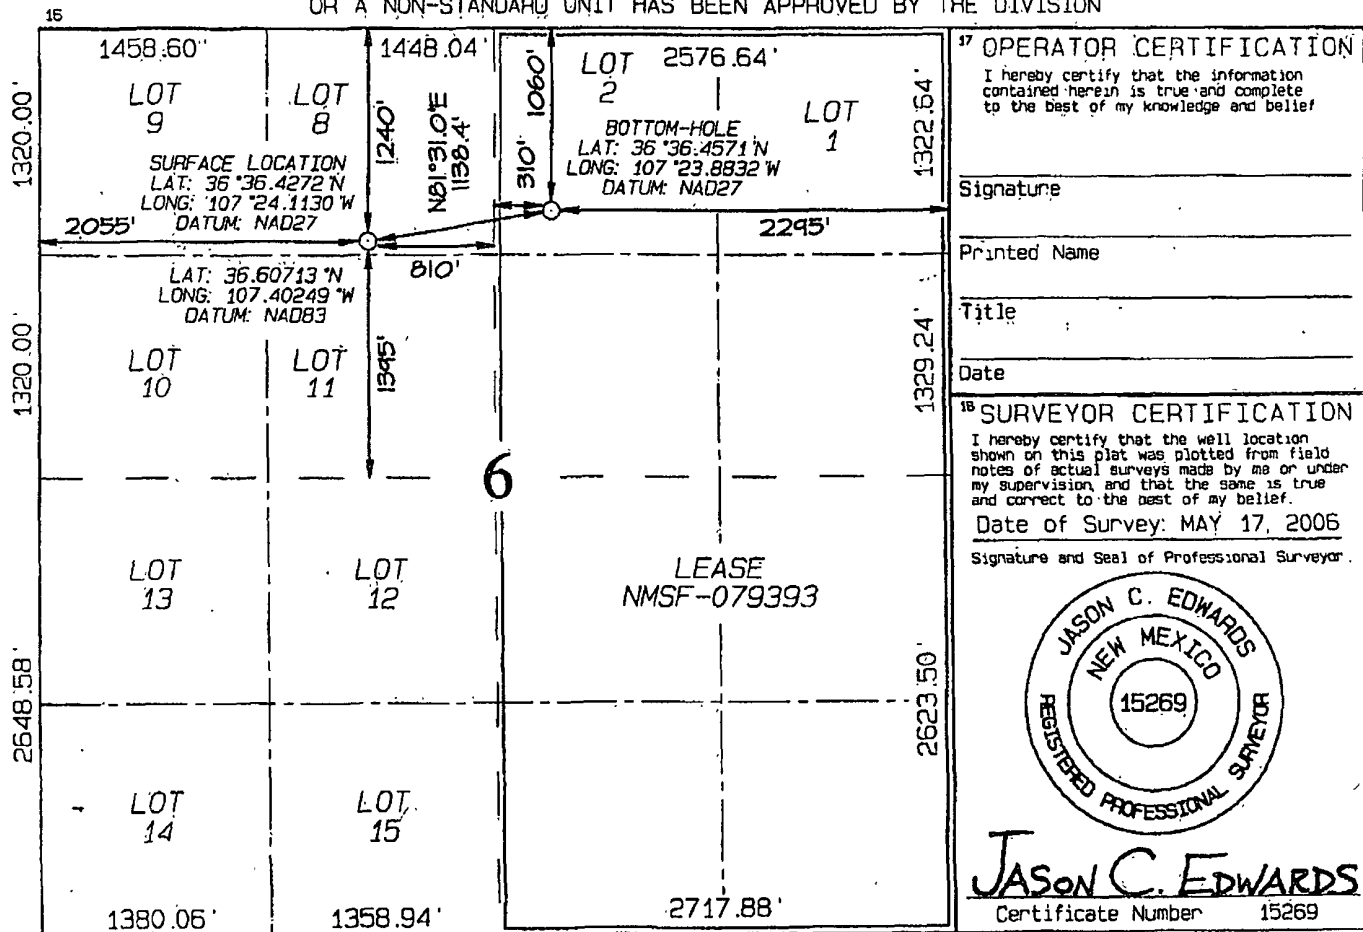 OR A NON-STANDARD UNIT HAS BEEN APPROVED BY THE DIVISION
16
1458.60'
1448.04'
LOT 9
LOT 8
1320.00'
1240'
N81°31.0'E
1138.4'
SURFACE LOCATION
LAT: 36°36.4272'N
LONG: 107°24.1130'W
DATUM: NAD27
2055'
810'
LAT: 36.60713°N
LONG: 107.40249°W
DATUM: NAD83
1320.00'
LOT 10
LOT 11
1395'
LOT 2
2576.64'
1060'
310'
LOT 1
1322.64'
BOTTOM-HOLE
LAT: 36°36.4571'N
LONG: 107°23.8832'W
DATUM: NAD27
2295'
1329.24'
6
LOT 13
LOT 12
LEASE
NMSF-079393
2648.58'
2623.50'
LOT 14
LOT 15
1380.06'
1358.94'
2717.88'
17 OPERATOR CERTIFICATION
I hereby certify that the information
contained herein is true and complete
to the best of my knowledge and belief
Signature
Printed Name
Title
Date
18 SURVEYOR CERTIFICATION
I hereby certify that the well location
shown on this plat was plotted from field
notes of actual surveys made by me or under
my supervision, and that the same is true
and correct to the best of my belief.
Date of Survey: MAY 17, 2006
Signature and Seal of Professional Surveyor.
JASON C. EDWARDS
NEW MEXICO
15269
REGISTERED PROFESSIONAL SURVEYOR
JASON C. EDWARDS
Certificate Number 15269